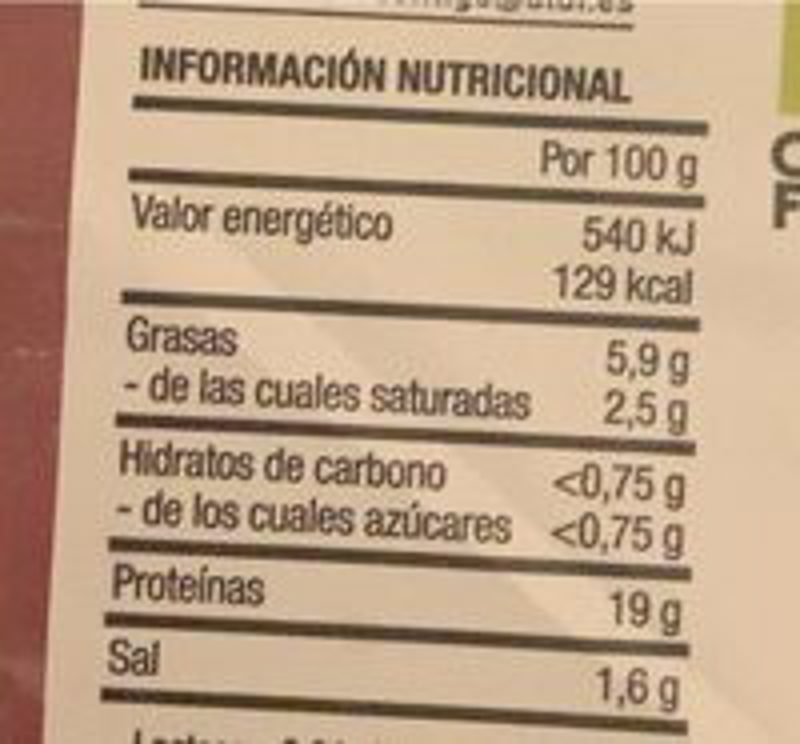 INFORMACIÓN NUTRICIONAL
Por 100 g
Valor energético 540 kJ
129 kcal
Grasas 5,9 g
- de las cuales saturadas 2,5 g
Hidratos de carbono <0,75 g
- de los cuales azúcares <0,75 g
Proteínas 19 g
Sal 1,6 g